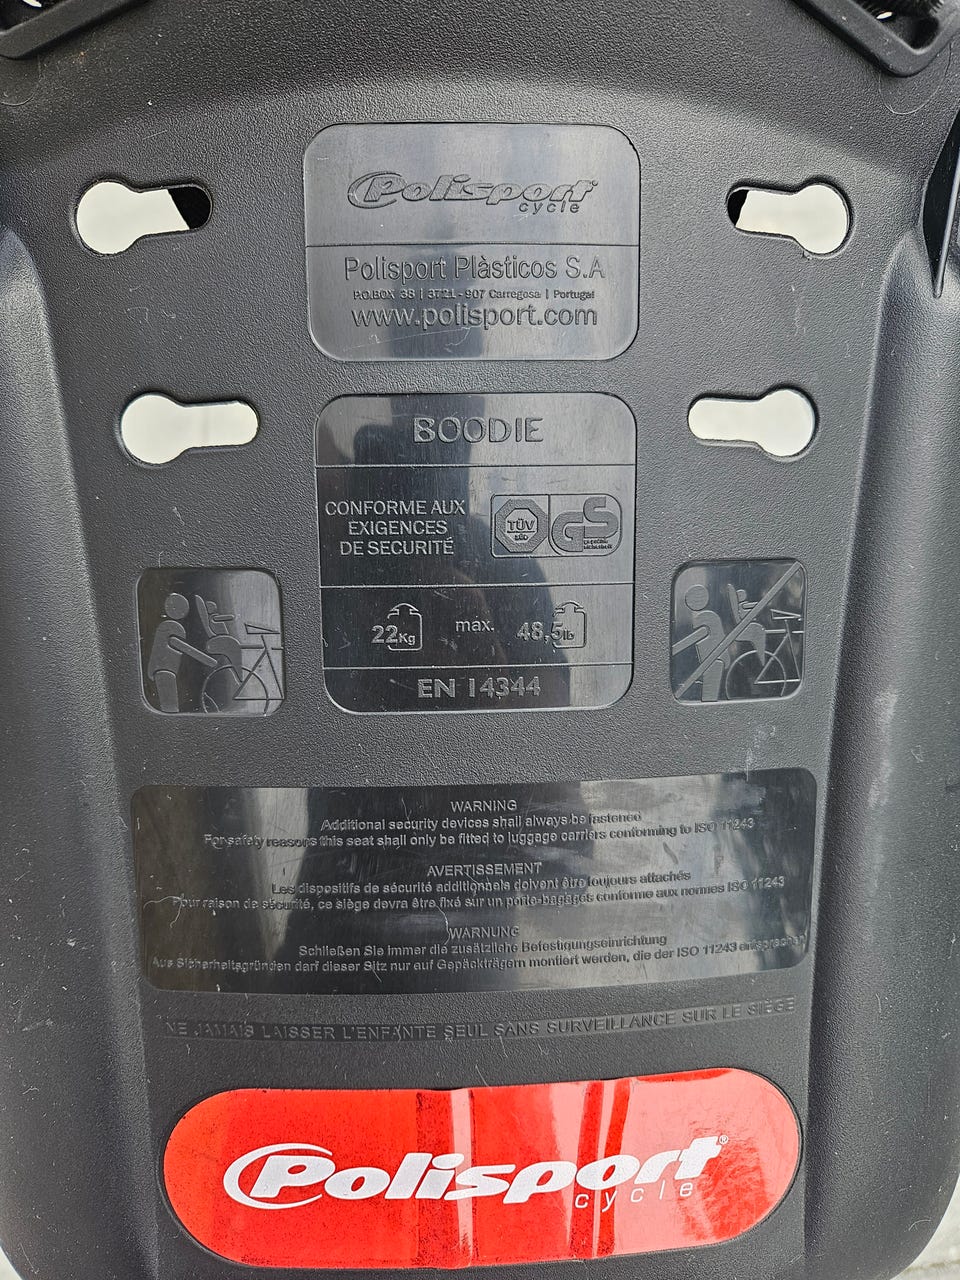 Polisport
cycle
Polisport Plàsticos S.A
P.O.BOX 38 | 3721 - 907 Carregosa | Portugal
www.polisport.com
BOODIE
CONFORME AUX
EXIGENCES
DE SECURITÉ
TÜV
SÜD
GS
22Kg
máx.
48,5lb
EN 14344
WARNING
Additional security devices shall always be fastened
For safety reasons this seat shall only be fitted to luggage carriers conforming to ISO 11243
AVERTISSEMENT
Les dispositifs de sécurité additionnels doivent être toujours attachés
Pour raison de sécurité, ce siège devra être fixé sur un porte-bagages conforme aux normes ISO 11243
WARNUNG
Schließen Sie immer die zusätzliche Befestigungseinrichtung
Aus Sicherheitsgründen darf dieser Sitz nur auf Gepäckträgern montiert werden, die der ISO 11243 entsprechen
NE JAMAIS LAISSER L'ENFANTE SEUL SANS SURVEILLANCE SUR LE SIÈGE
Polisport®
cycle